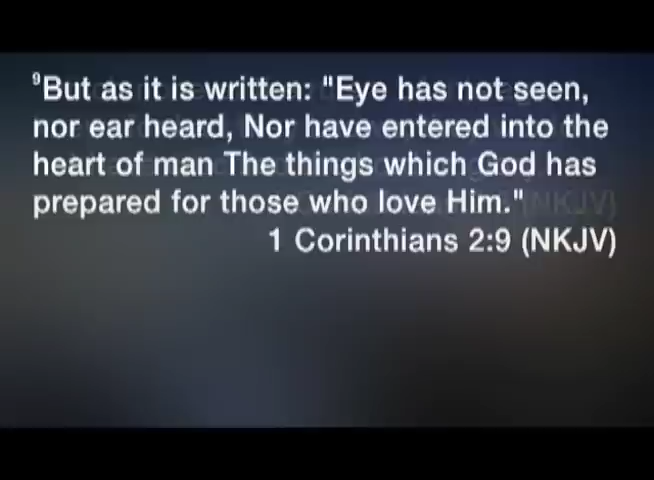 ⁹But as it is written: "Eye has not seen,
nor ear heard, Nor have entered into the
heart of man The things which God has
prepared for those who love Him."
(NKJV)
1 Corinthians 2:9 (NKJV)